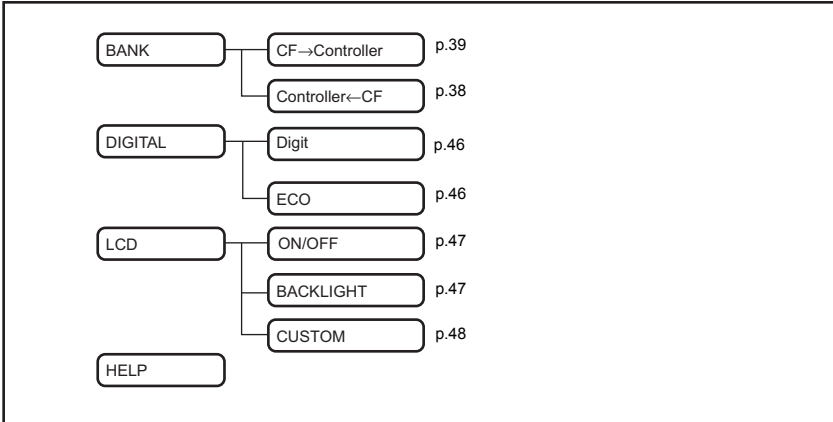 BANK CF→Controller p.39
Controller←CF p.38
DIGITAL Digit p.46
ECO p.46
LCD ON/OFF p.47
BACKLIGHT p.47
CUSTOM p.48
HELP